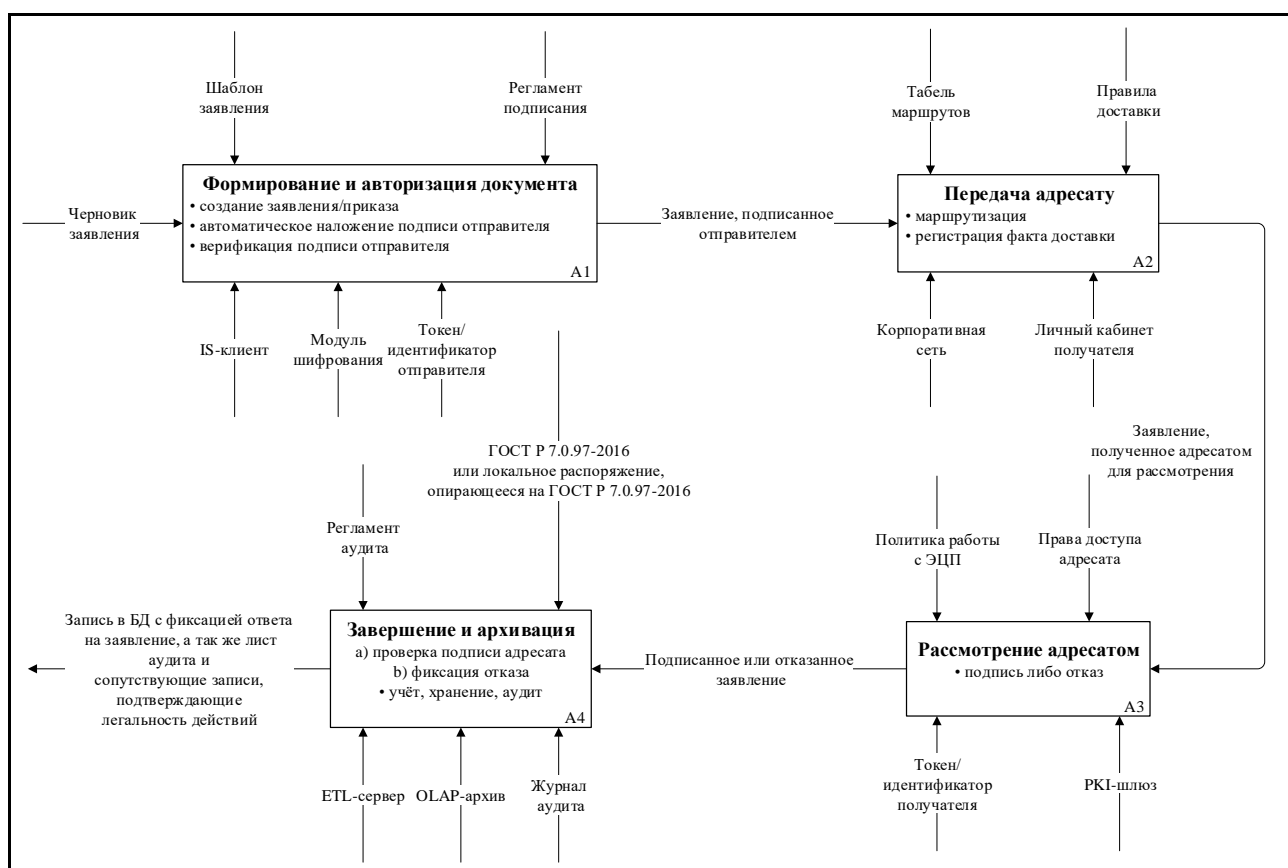 Шаблон
заявления
Регламент
подписания
Табель
маршрутов
Правила
доставки
Черновик
заявления
Формирование и авторизация документа
• создание заявления/приказа
• автоматическое наложение подписи отправителя
• верификация подписи отправителя
A1
Заявление, подписанное
отправителем
Передача адресату
• маршрутизация
• регистрация факта доставки
A2
IS-клиент
Модуль
шифрования
Токен/
идентификатор
отправителя
Корпоративная
сеть
Личный кабинет
получателя
ГОСТ Р 7.0.97-2016
или локальное распоряжение,
опирающееся на ГОСТ Р 7.0.97-2016
Заявление,
полученное адресатом
для рассмотрения
Регламент
аудита
Политика работы
с ЭЦП
Права доступа
адресата
Запись в БД с фиксацией ответа
на заявление, а так же лист
аудита и
сопутствующие записи,
подтверждающие
легальность действий
Завершение и архивация
a) проверка подписи адресата
b) фиксация отказа
• учёт, хранение, аудит
A4
Подписанное или отказанное
заявление
Рассмотрение адресатом
• подпись либо отказ
A3
ETL-сервер
OLAP-архив
Журнал
аудита
Токен/
идентификатор
получателя
PKI-шлюз